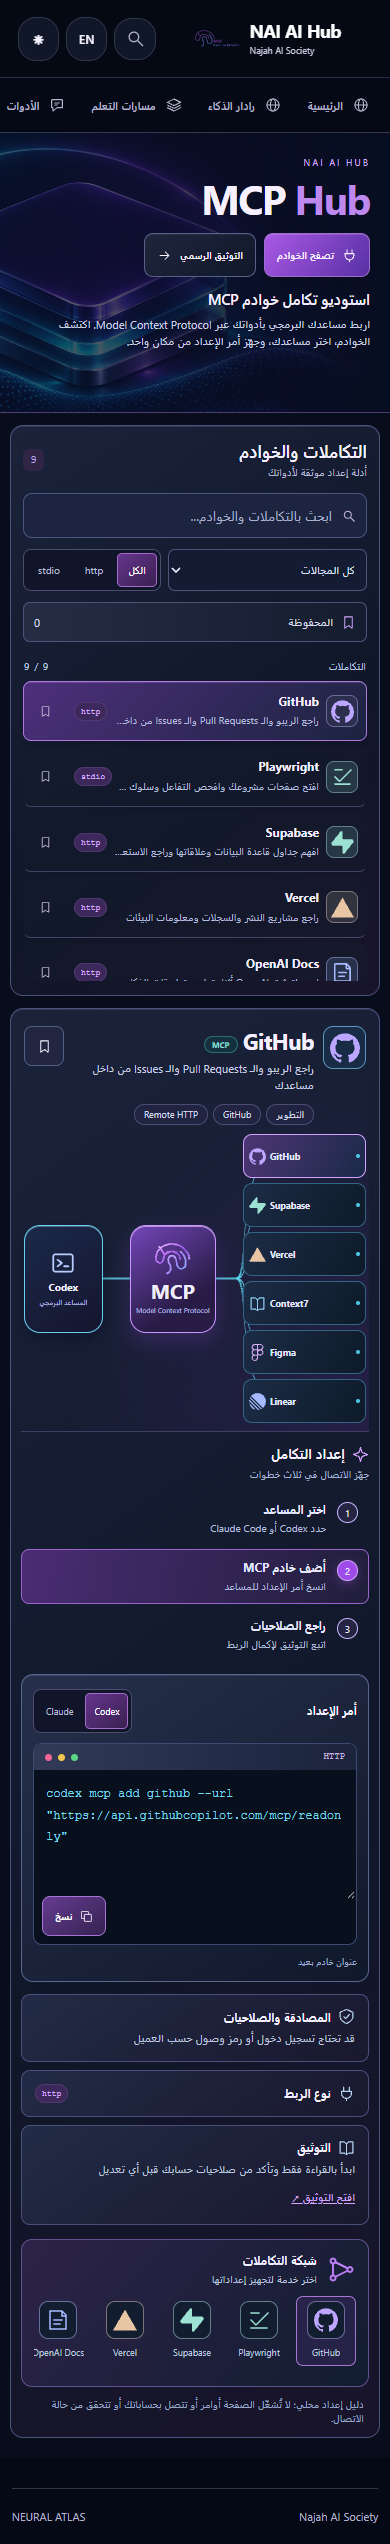 NAI AI Hub
Najah AI Society
EN
الرئيسية
رادار الذكاء
مسارات التعلم
الأدوات
NAI AI HUB
MCP Hub
تصفح الخوادم
التوثيق الرسمي
استوديو تكامل خوادم MCP
اربط مساعدك البرمجي بأدواتك عبر Model Context Protocol. اكتشف
الخوادم، اختر مساعدك، وجهّز أمر الإعداد من مكان واحد.
التكاملات والخوادم
9
أدلة إعداد موثقة لأدواتك
ابحث بالتكاملات والخوادم...
كل المجالات
الكل
http
stdio
المحفوظة
0
التكاملات
9 / 9
GitHub
راجع الريبو والـ Pull Requests والـ Issues من داخ...
http
Playwright
افتح صفحات مشروعك وافحص التفاعل وسلوك ...
stdio
Supabase
افهم جداول قاعدة البيانات وعلاقاتها وراجع الاستعـ...
http
Vercel
راجع مشاريع النشر والسجلات ومعلومات البيئات
http
OpenAI Docs
http
GitHub
MCP
راجع الريبو والـ Pull Requests والـ Issues من داخل
مساعدك
التطوير
GitHub
Remote HTTP
GitHub
Supabase
Vercel
Context7
Figma
Linear
MCP
Model Context Protocol
Codex
المساعد البرمجي
إعداد التكامل
جهّز الاتصال في ثلاث خطوات
1
اختر المساعد
حدد Codex أو Claude Code
2
أضف خادم MCP
انسخ أمر الإعداد للمساعد
3
راجع الصلاحيات
اتبع التوثيق لإكمال الربط
أمر الإعداد
Codex
Claude
HTTP
codex mcp add github --url
"https://api.githubcopilot.com/mcp/readon
ly"
نسخ
عنوان خادم بعيد
المصادقة والصلاحيات
قد تحتاج تسجيل دخول أو رمز وصول حسب العميل
نوع الربط
http
التوثيق
ابدأ بالقراءة فقط وتأكد من صلاحيات حسابك قبل أي تعديل
افتح التوثيق ↗
شبكة التكاملات
اختر خدمة لتجهيز إعداداتها
GitHub
Playwright
Supabase
Vercel
OpenAI Docs
دليل إعداد محلي؛ لا تُشغّل الصفحة أوامر أو تتصل بحساباتك أو تتحقق من حالة
الاتصال.
Najah AI Society
NEURAL ATLAS